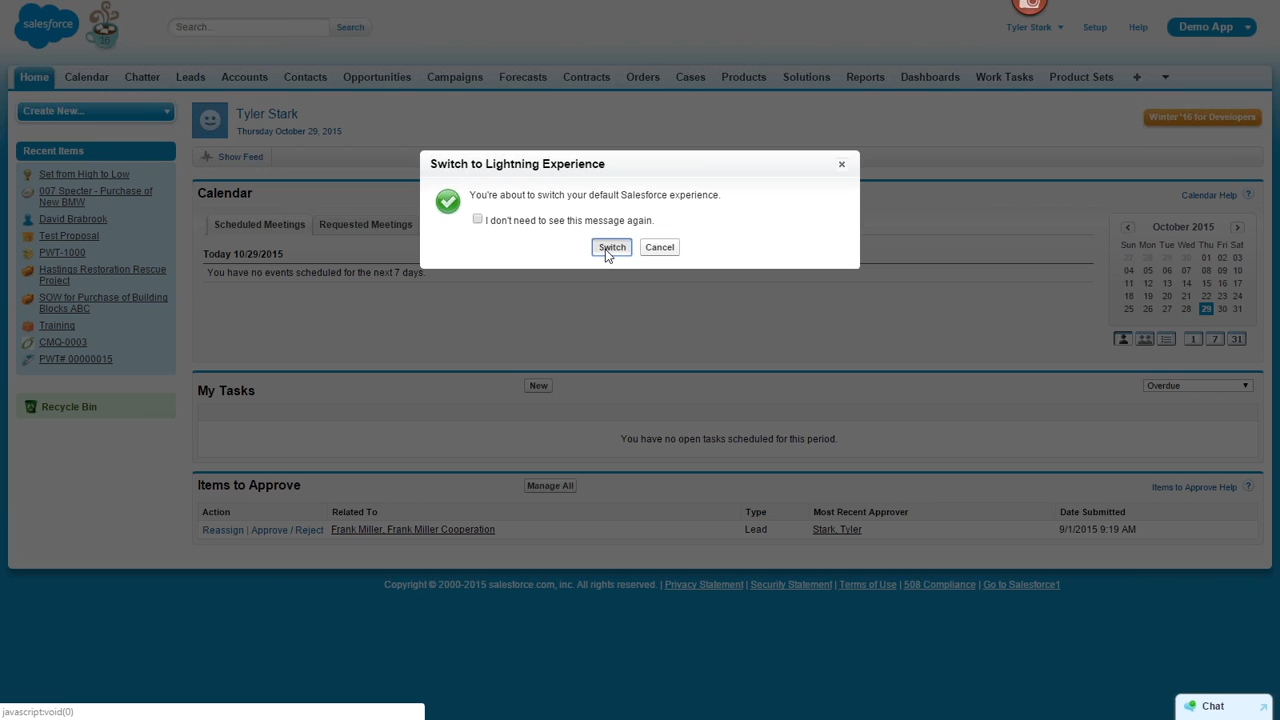 salesforce
16
Search...
Search
Tyler Stark
Setup
Help
Demo App
Home
Calendar
Chatter
Leads
Accounts
Contacts
Opportunities
Campaigns
Forecasts
Contracts
Orders
Cases
Products
Solutions
Reports
Dashboards
Work Tasks
Product Sets
Create New...
Recent Items
Set from High to Low
007 Specter - Purchase of
New BMW
David Brabrook
Test Proposal
PWT-1000
Hastings Restoration Rescue
Project
SOW for Purchase of Building
Blocks ABC
Training
CMQ-0003
PWT# 00000015
Recycle Bin
Tyler Stark
Thursday October 29, 2015
Winter '16 for Developers
Show Feed
Switch to Lightning Experience
You're about to switch your default Salesforce experience.
I don't need to see this message again.
Switch
Cancel
Calendar
Calendar Help ?
Scheduled Meetings
Requested Meetings
Today 10/29/2015
You have no events scheduled for the next 7 days.
October 2015
Sun Mon Tue Wed Thu Fri Sat
27 28 29 30 01 02 03
04 05 06 07 08 09 10
11 12 13 14 15 16 17
18 19 20 21 22 23 24
25 26 27 28 29 30 31
1 7 31
My Tasks
New
Overdue
You have no open tasks scheduled for this period.
Items to Approve
Manage All
Items to Approve Help ?
Action
Related To
Type
Most Recent Approver
Date Submitted
Reassign | Approve / Reject
Frank Miller, Frank Miller Cooperation
Lead
Stark, Tyler
9/1/2015 9:19 AM
Copyright © 2000-2015 salesforce.com, inc. All rights reserved. | Privacy Statement | Security Statement | Terms of Use | 508 Compliance | Go to Salesforce1
javascript:void(0)
Chat